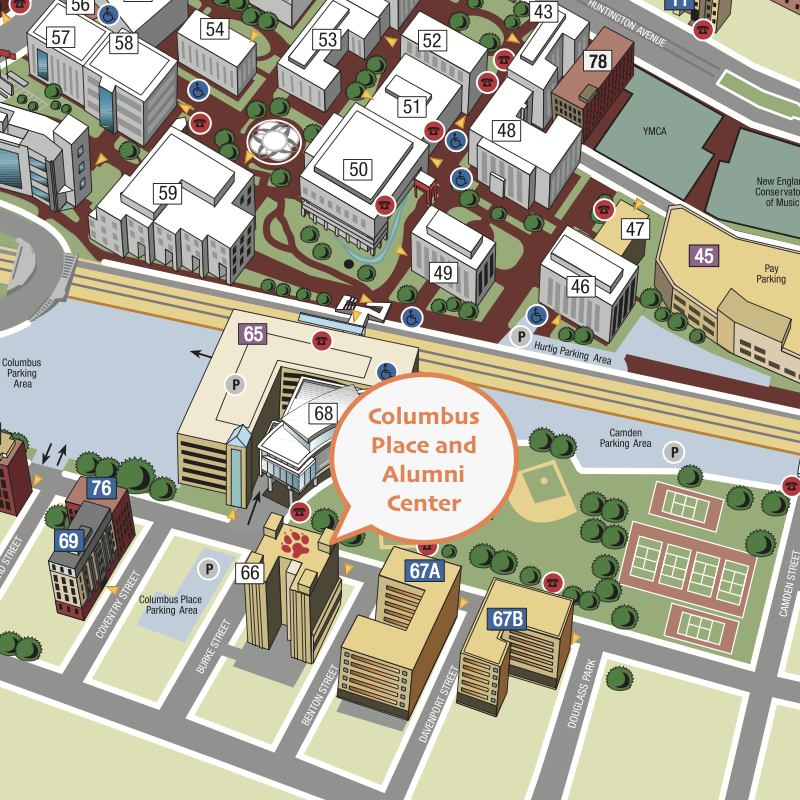 56
57
58
54
53
52
43
11
HUNTINGTON AVENUE
78
51
48
50
59
YMCA
New England
Conservatory
of Music
49
47
46
45
Pay
Parking
65
P
P
Hurtig Parking Area
Columbus
Parking
Area
68
Columbus
Place and
Alumni
Center
Camden
Parking Area
P
76
69
66
P
Columbus Place
Parking Area
67A
67B
COVENTRY STREET
BURKE STREET
BENTON STREET
DAVENPORT STREET
DOUGLASS PARK
CAMDEN STREET
STREET